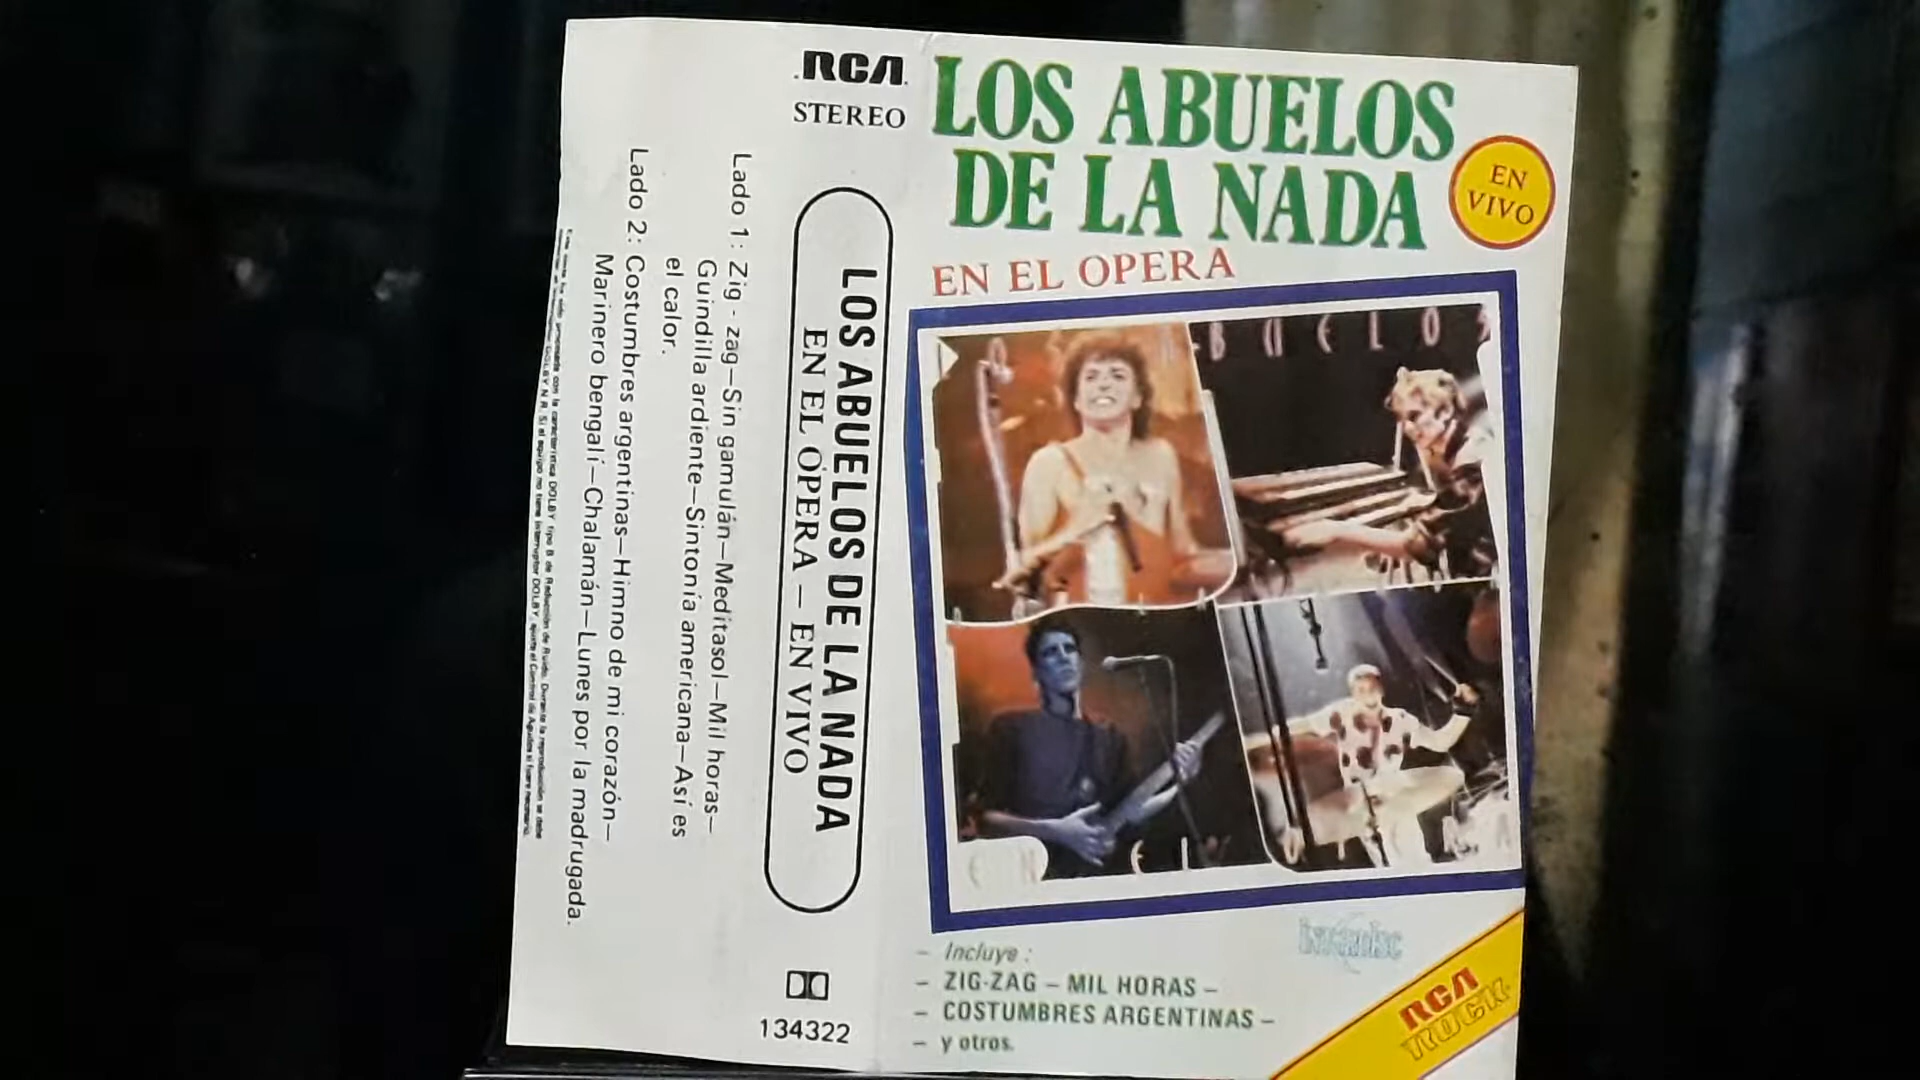 .RCA.
STEREO
LOS ABUELOS DE LA NADA
EN EL ÓPERA – EN VIVO
134322
Lado 1: Zig - zag–Sin gamulán–Meditasol–Mil horas–
Guindilla ardiente–Sintonía americana–Así es
el calor.
Lado 2: Costumbres argentinas–Himno de mi corazón–
Marinero bengalí–Chalamán–Lunes por la madrugada.
LOS ABUELOS
DE LA NADA
EN
VIVO
EN EL OPERA
BUELOS
– Incluye :
– ZIG-ZAG – MIL HORAS –
– COSTUMBRES ARGENTINAS –
– y otros.
interdisc
RCA
ROCK